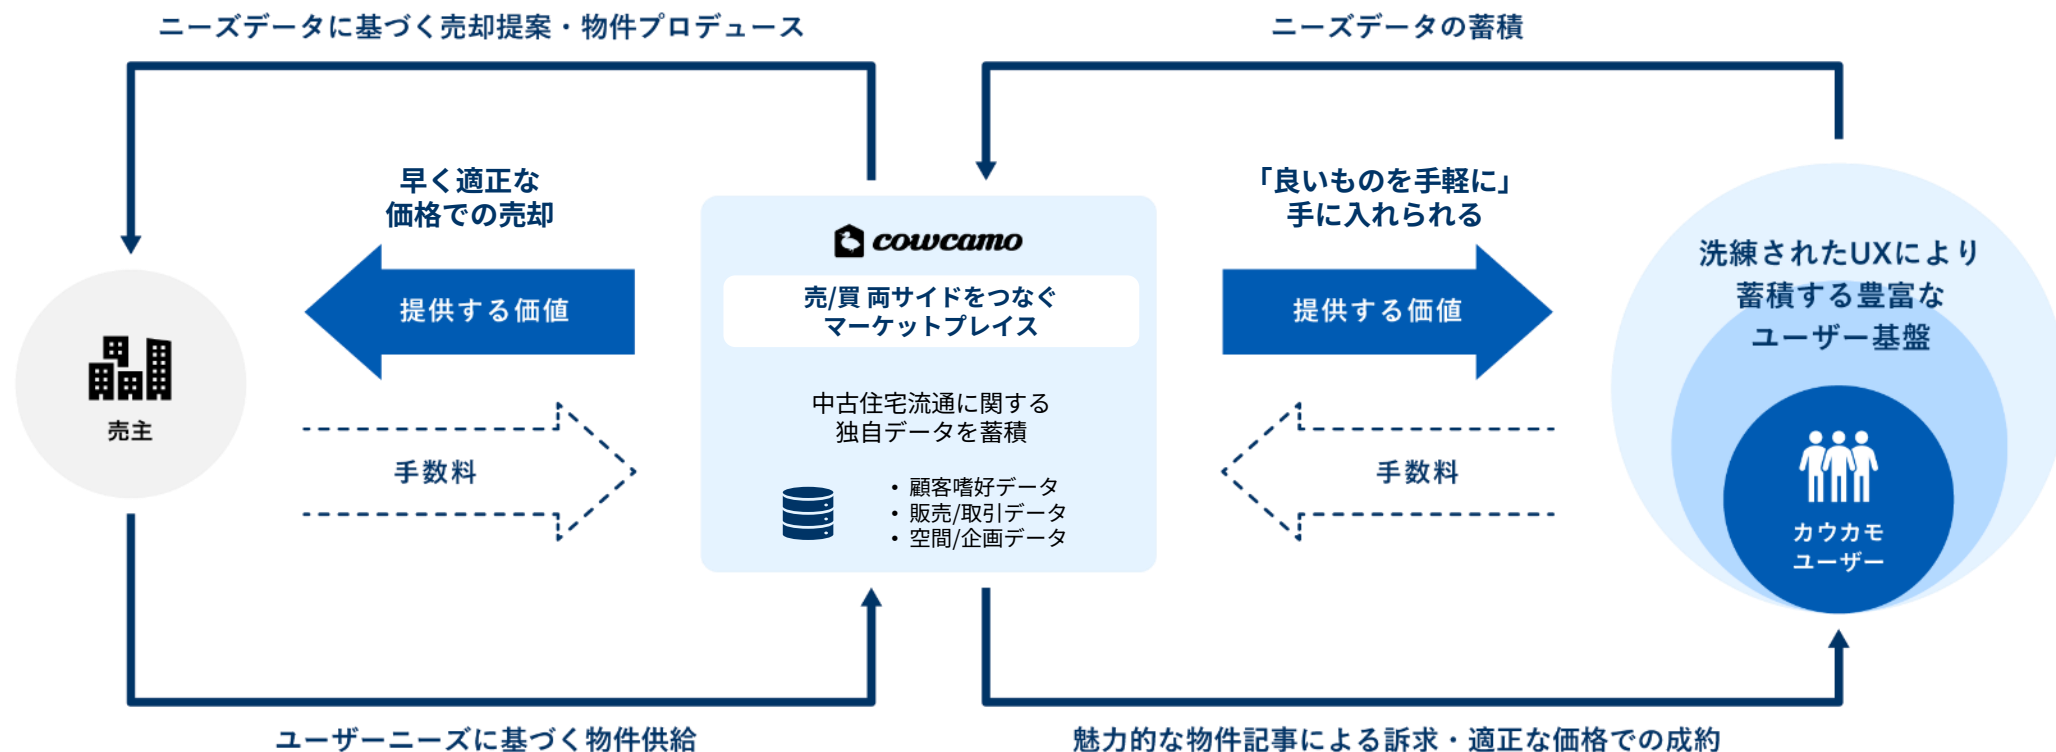 ニーズデータに基づく売却提案・物件プロデュース
ニーズデータの蓄積
早く適正な
価格での売却
提供する価値
手数料
売主
cowcamo
売/買 両サイドをつなぐ
マーケットプレイス
中古住宅流通に関する
独自データを蓄積
• 顧客嗜好データ
• 販売/取引データ
• 空間/企画データ
「良いものを手軽に」
手に入れられる
提供する価値
手数料
洗練されたUXにより
蓄積する豊富な
ユーザー基盤
カウカモ
ユーザー
ユーザーニーズに基づく物件供給
魅力的な物件記事による訴求・適正な価格での成約